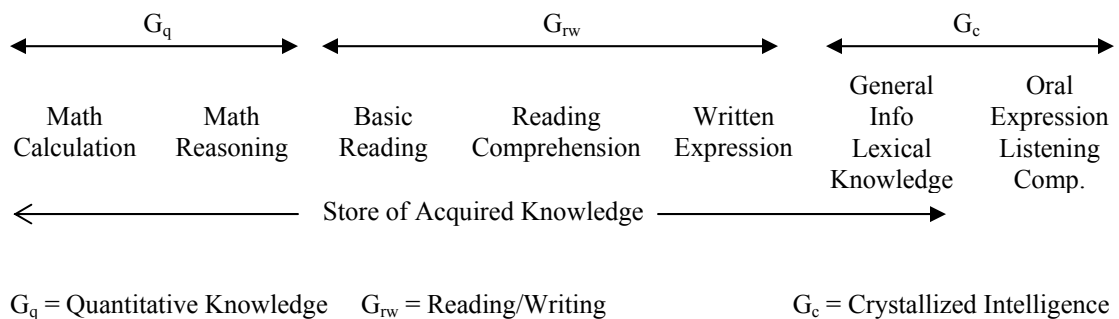 Gq Grw Gc
General Oral
Math Math Basic Reading Written Info Expression
Calculation Reasoning Reading Comprehension Expression Lexical Listening
Knowledge Comp.
Store of Acquired Knowledge
Gq = Quantitative Knowledge Grw = Reading/Writing Gc = Crystallized Intelligence